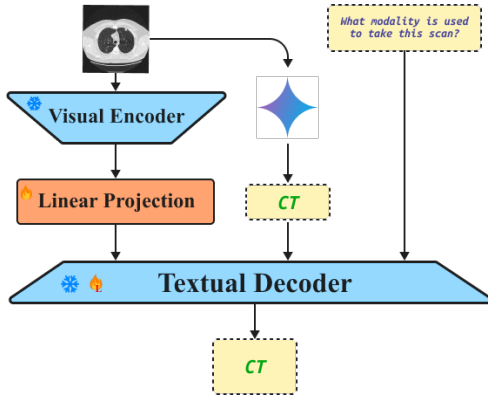 What modality is used
to take this scan?
Visual Encoder
Linear Projection
CT
Textual Decoder
CT